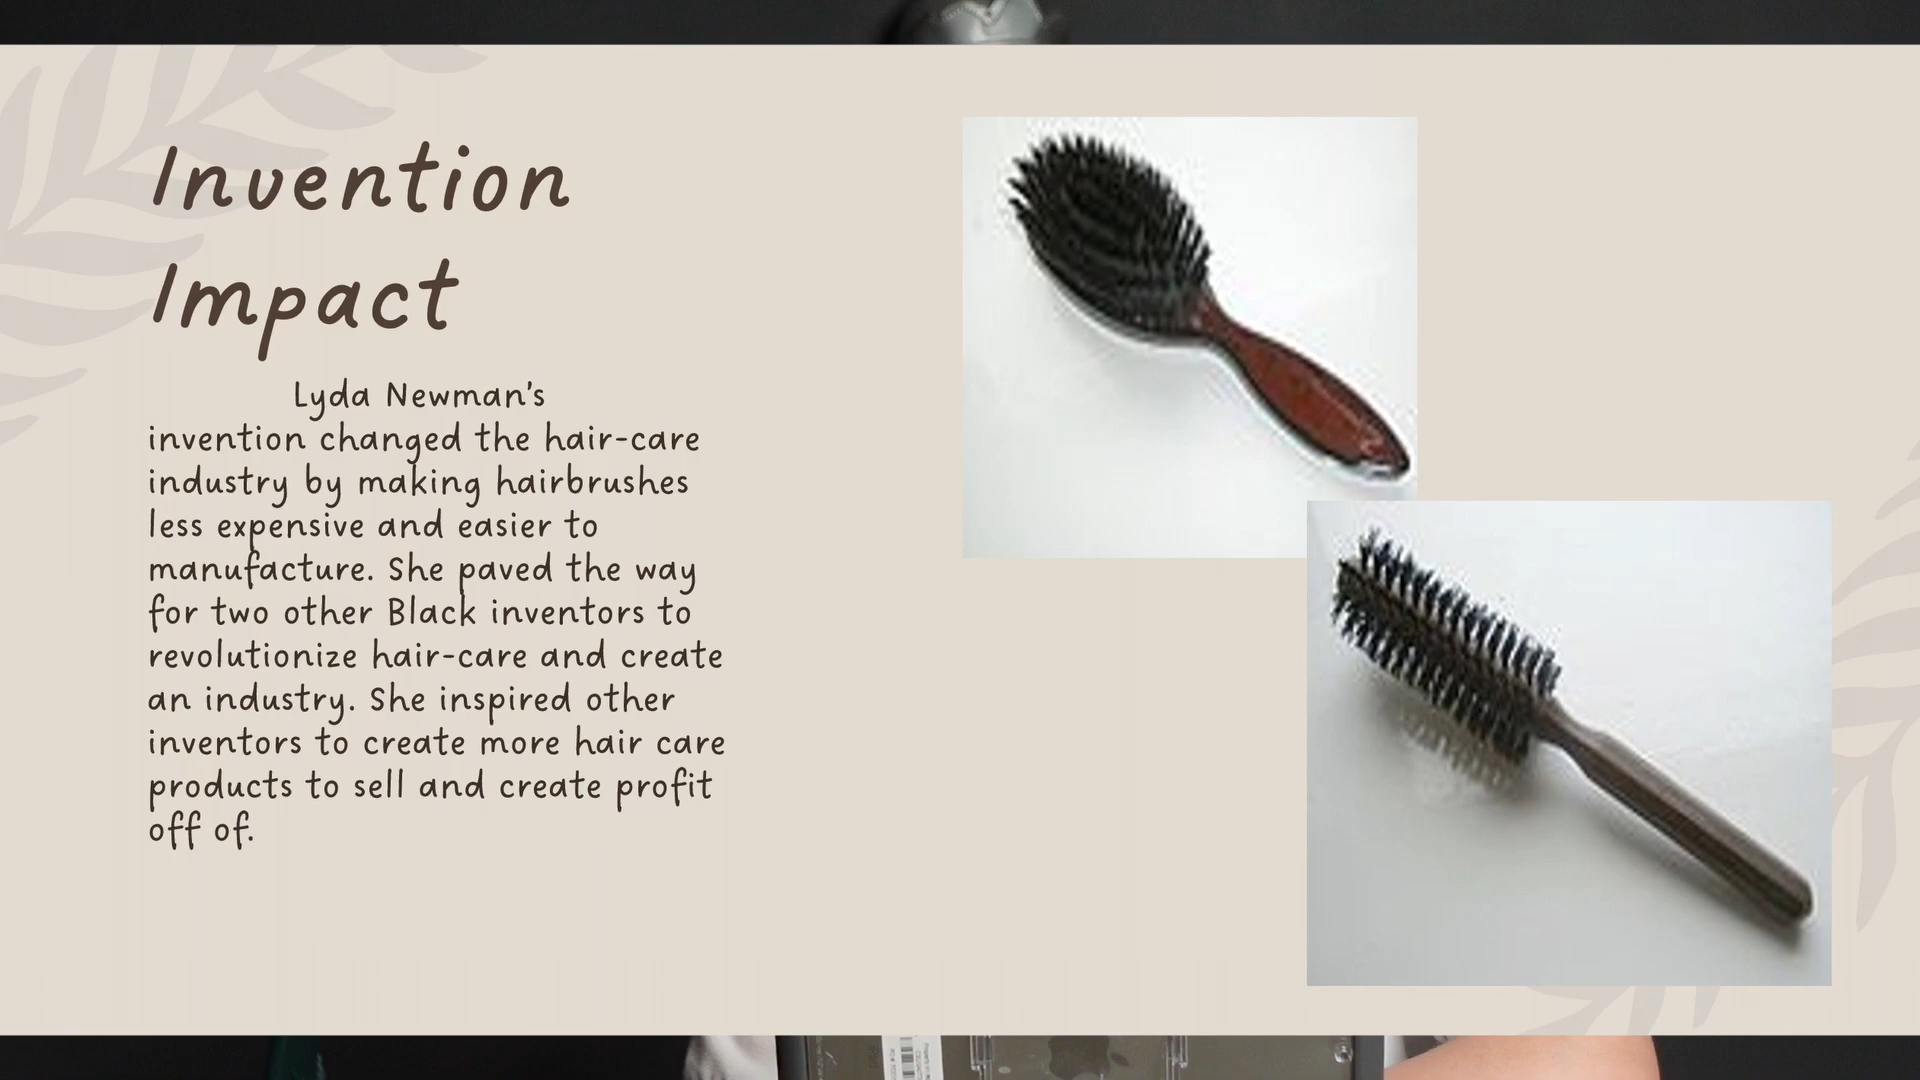 Invention
Impact
Lyda Newman's
invention changed the hair-care
industry by making hairbrushes
less expensive and easier to
manufacture. She paved the way
for two other Black inventors to
revolutionize hair-care and create
an industry. She inspired other
inventors to create more hair care
products to sell and create profit
off of.